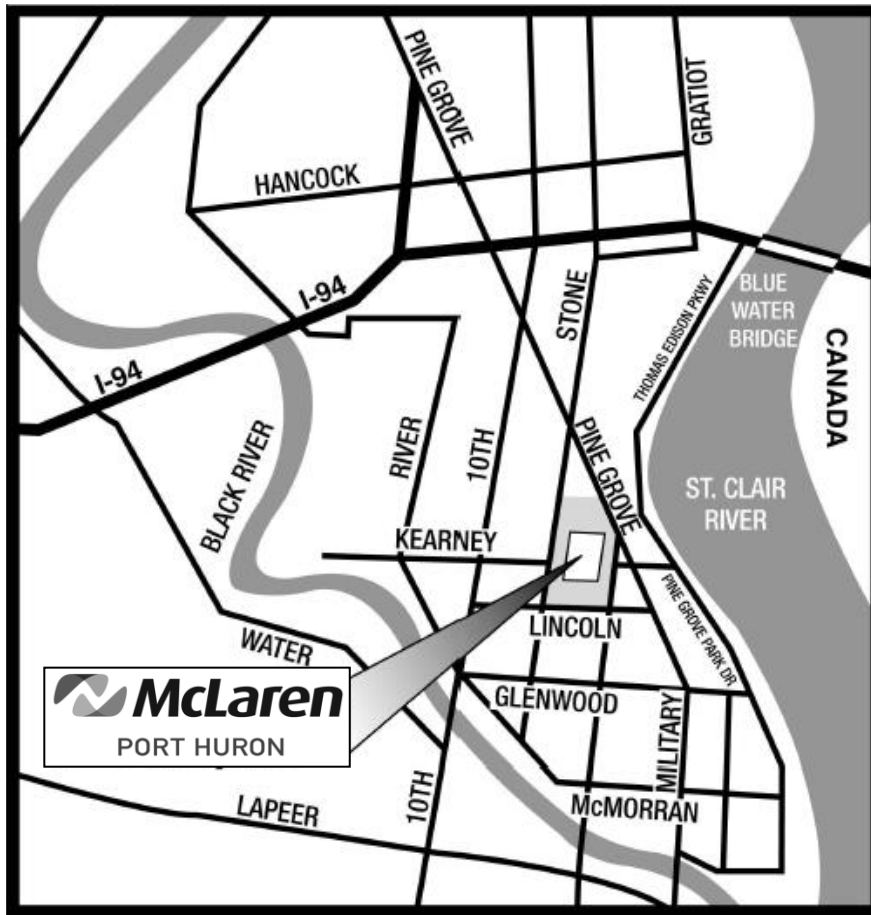 PINE GROVE
GRATIOT
HANCOCK
I-94
STONE
THOMAS EDISON PKWY
BLUE
WATER
BRIDGE
CANADA
I-94
BLACK RIVER
RIVER
10TH
PINE GROVE
ST. CLAIR
RIVER
KEARNEY
PINE GROVE PARK DR
LINCOLN
WATER
McLaren
PORT HURON
GLENWOOD
MILITARY
LAPEER
10TH
McMORRAN